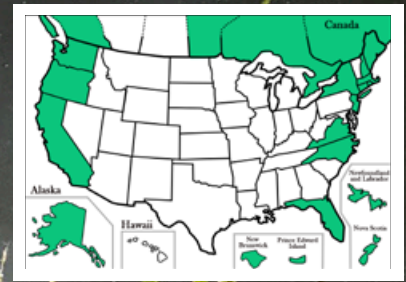 Canada
Newfoundland
and Labrador
Alaska
Hawaii
Nova Scotia
New
Brunswick
Prince Edward
Island